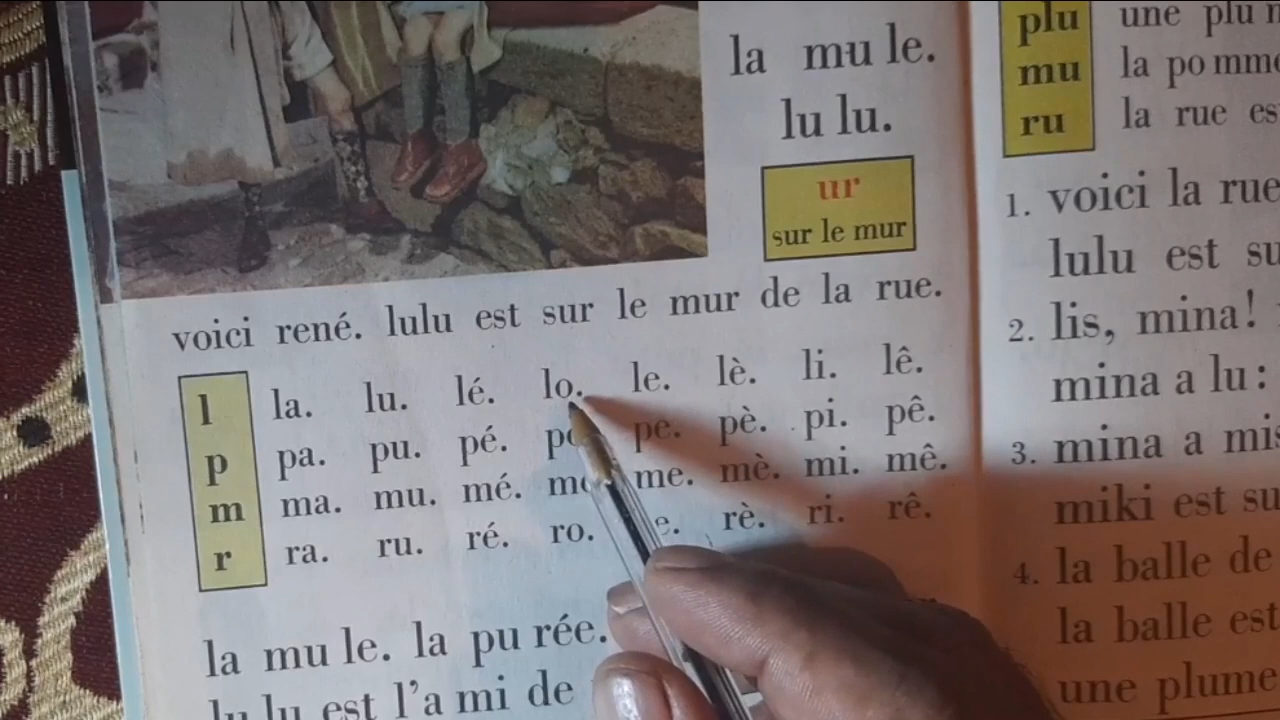 la mu le.
lu lu.
ur
sur le mur
voici rené. lulu est sur le mur de la rue.
l la. lu. lé. lo. le. lè. li. lê.
p pa. pu. pé. pe. pè. pi. pê.
m ma. mu. mé. me. mè. mi. mê.
r ra. ru. ré. ro. rè. ri. rê.
la mu le. la pu rée.
lu lu est l'a mi de
plu une plu
mu la po
ru la rue
1. voici la rue
lulu est
2. lis, mina!
mina a lu:
3. mina a
miki est
4. la balle de
la balle est
une plume